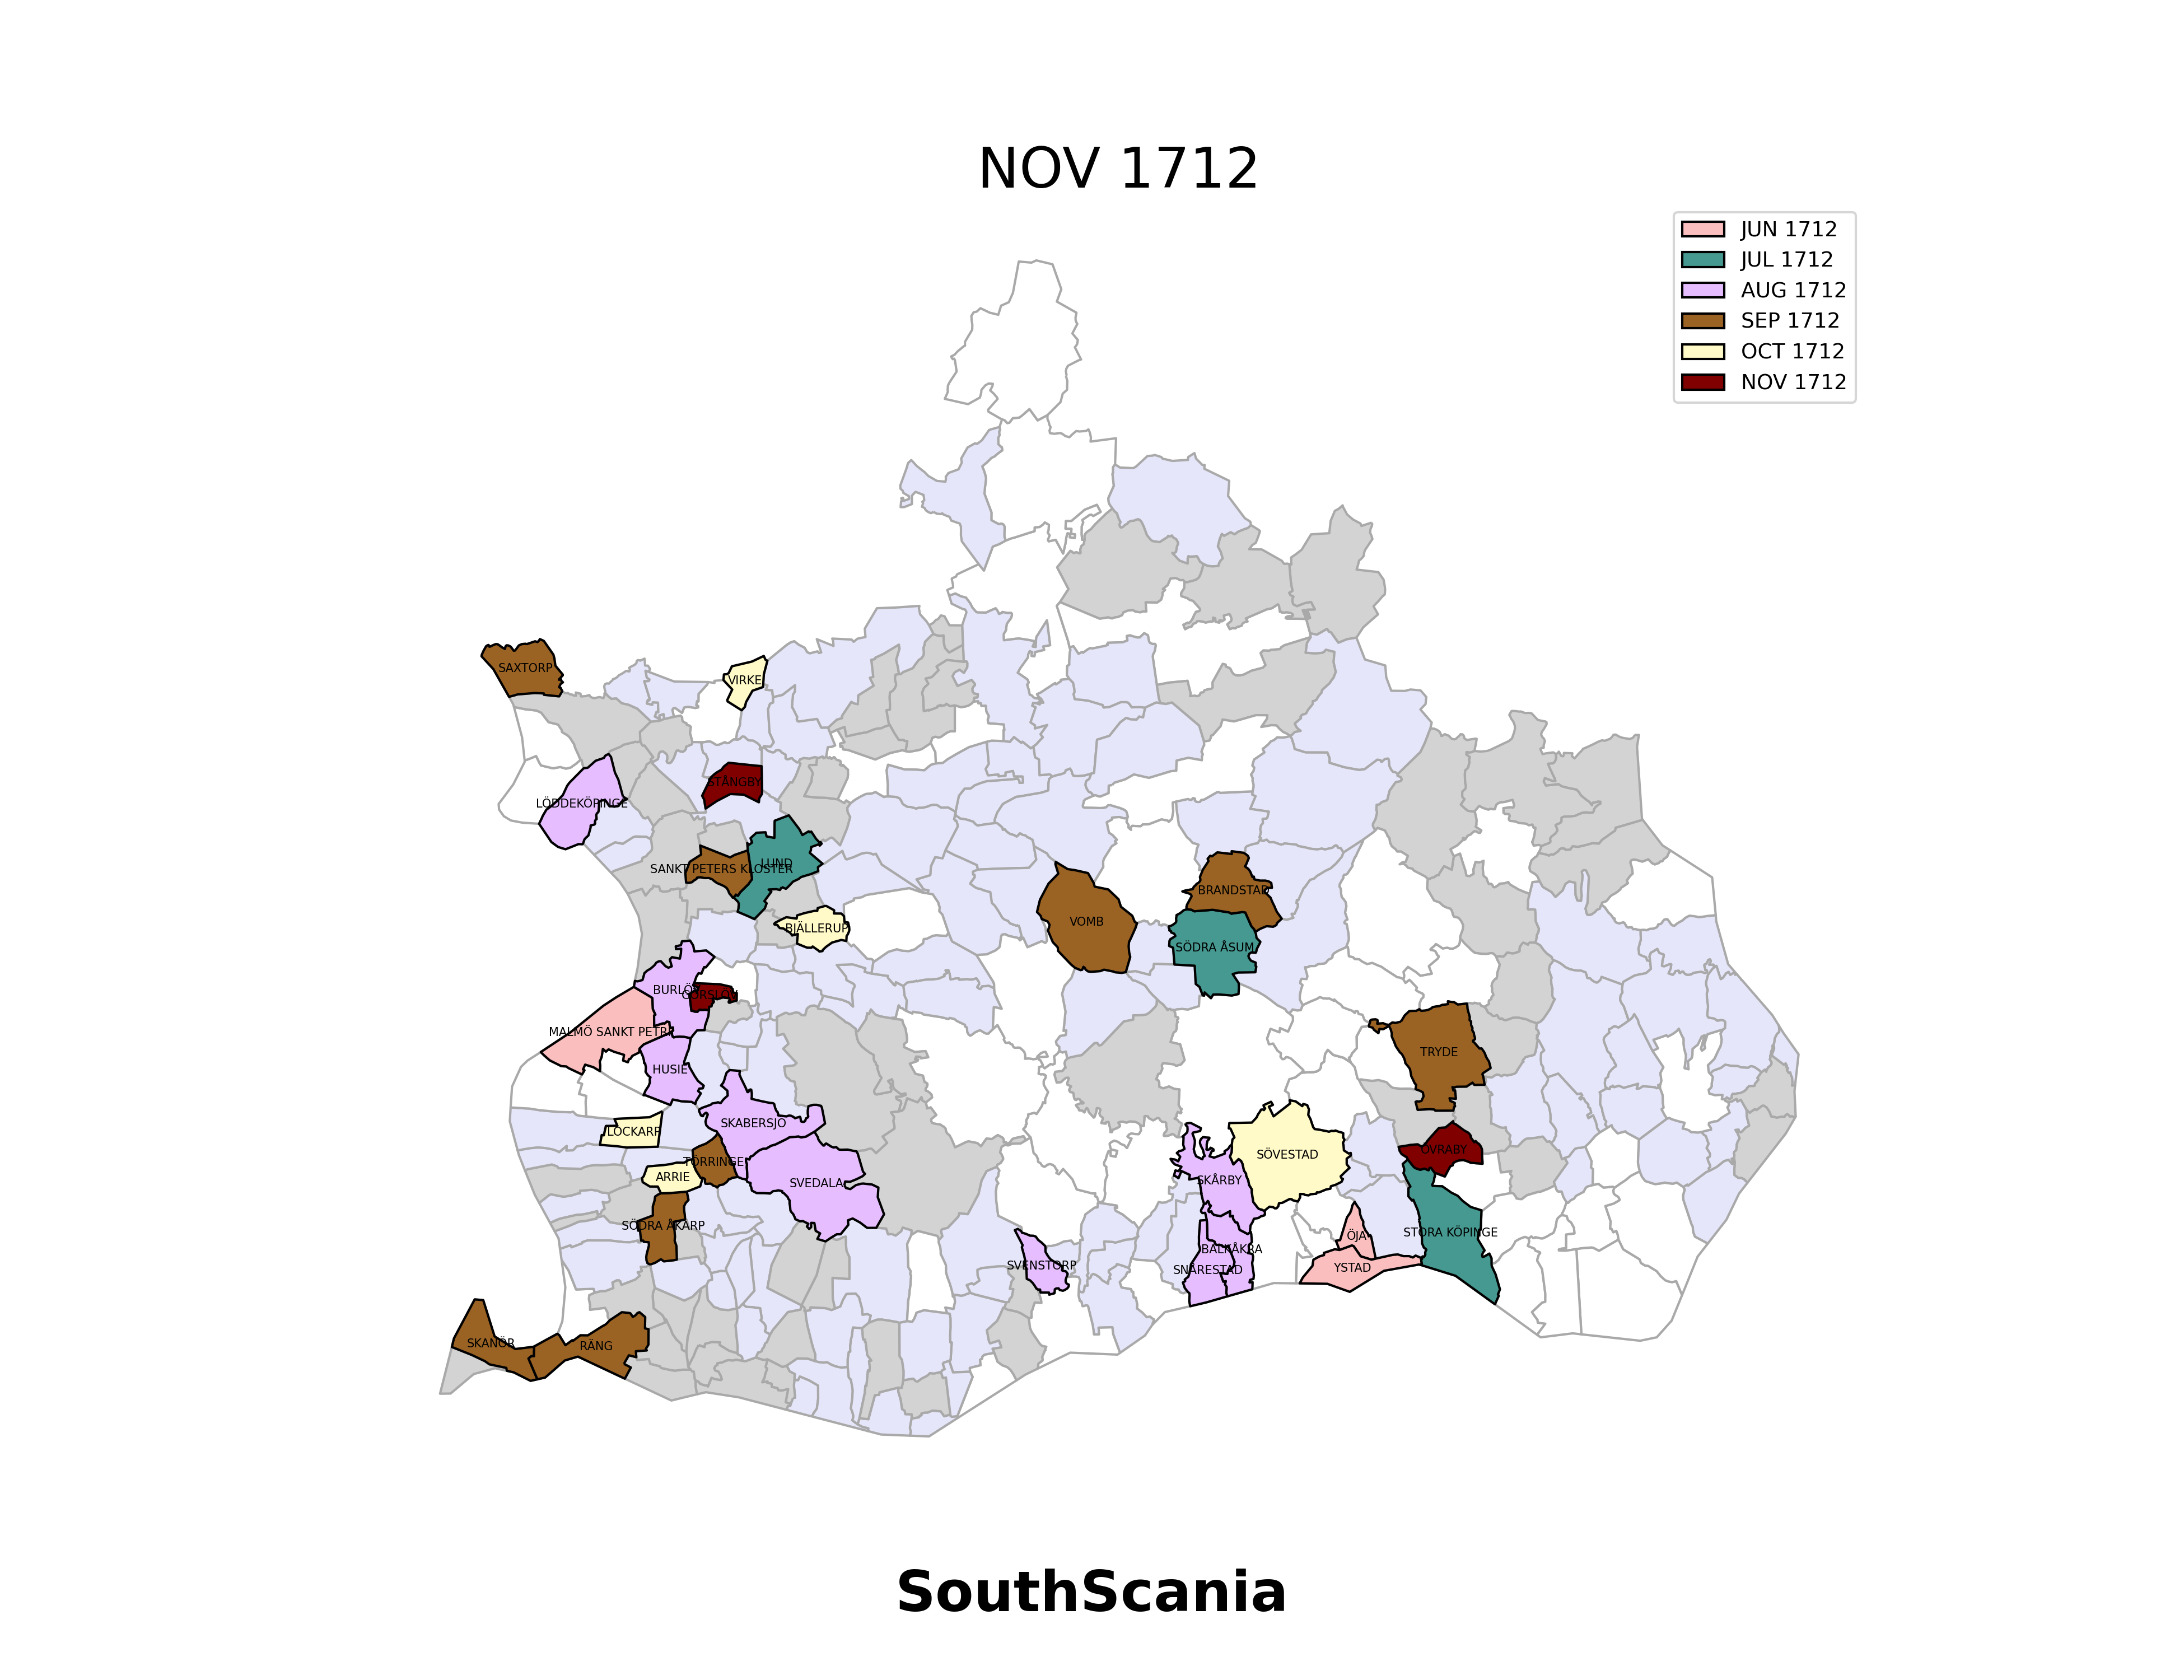 NOV 1712
JUN 1712
JUL 1712
AUG 1712
SEP 1712
OCT 1712
NOV 1712
SAXTORP
VIRKE
STÅNGBY
LÖDDEKÖPINGE
LUND
SANKT PETERS KLOSTER
BRANDSTAD
VOMB
BJÄLLERUP
SÖDRA ÅSUM
BURLÖV
GÖRSLÖV
MALMÖ SANKT PETRI
TRYDE
HUSIE
SKABERSJÖ
LOCKARP
ÖVRABY
SÖVESTAD
TÖRRINGE
ARRIE
SKÅRBY
SVEDALA
SÖDRA ÅKARP
STORA KÖPINGE
ÖJA
BALKÅKRA
SVENSTORP
YSTAD
SNÅRESTAD
SKANÖR
RÄNG
SouthScania